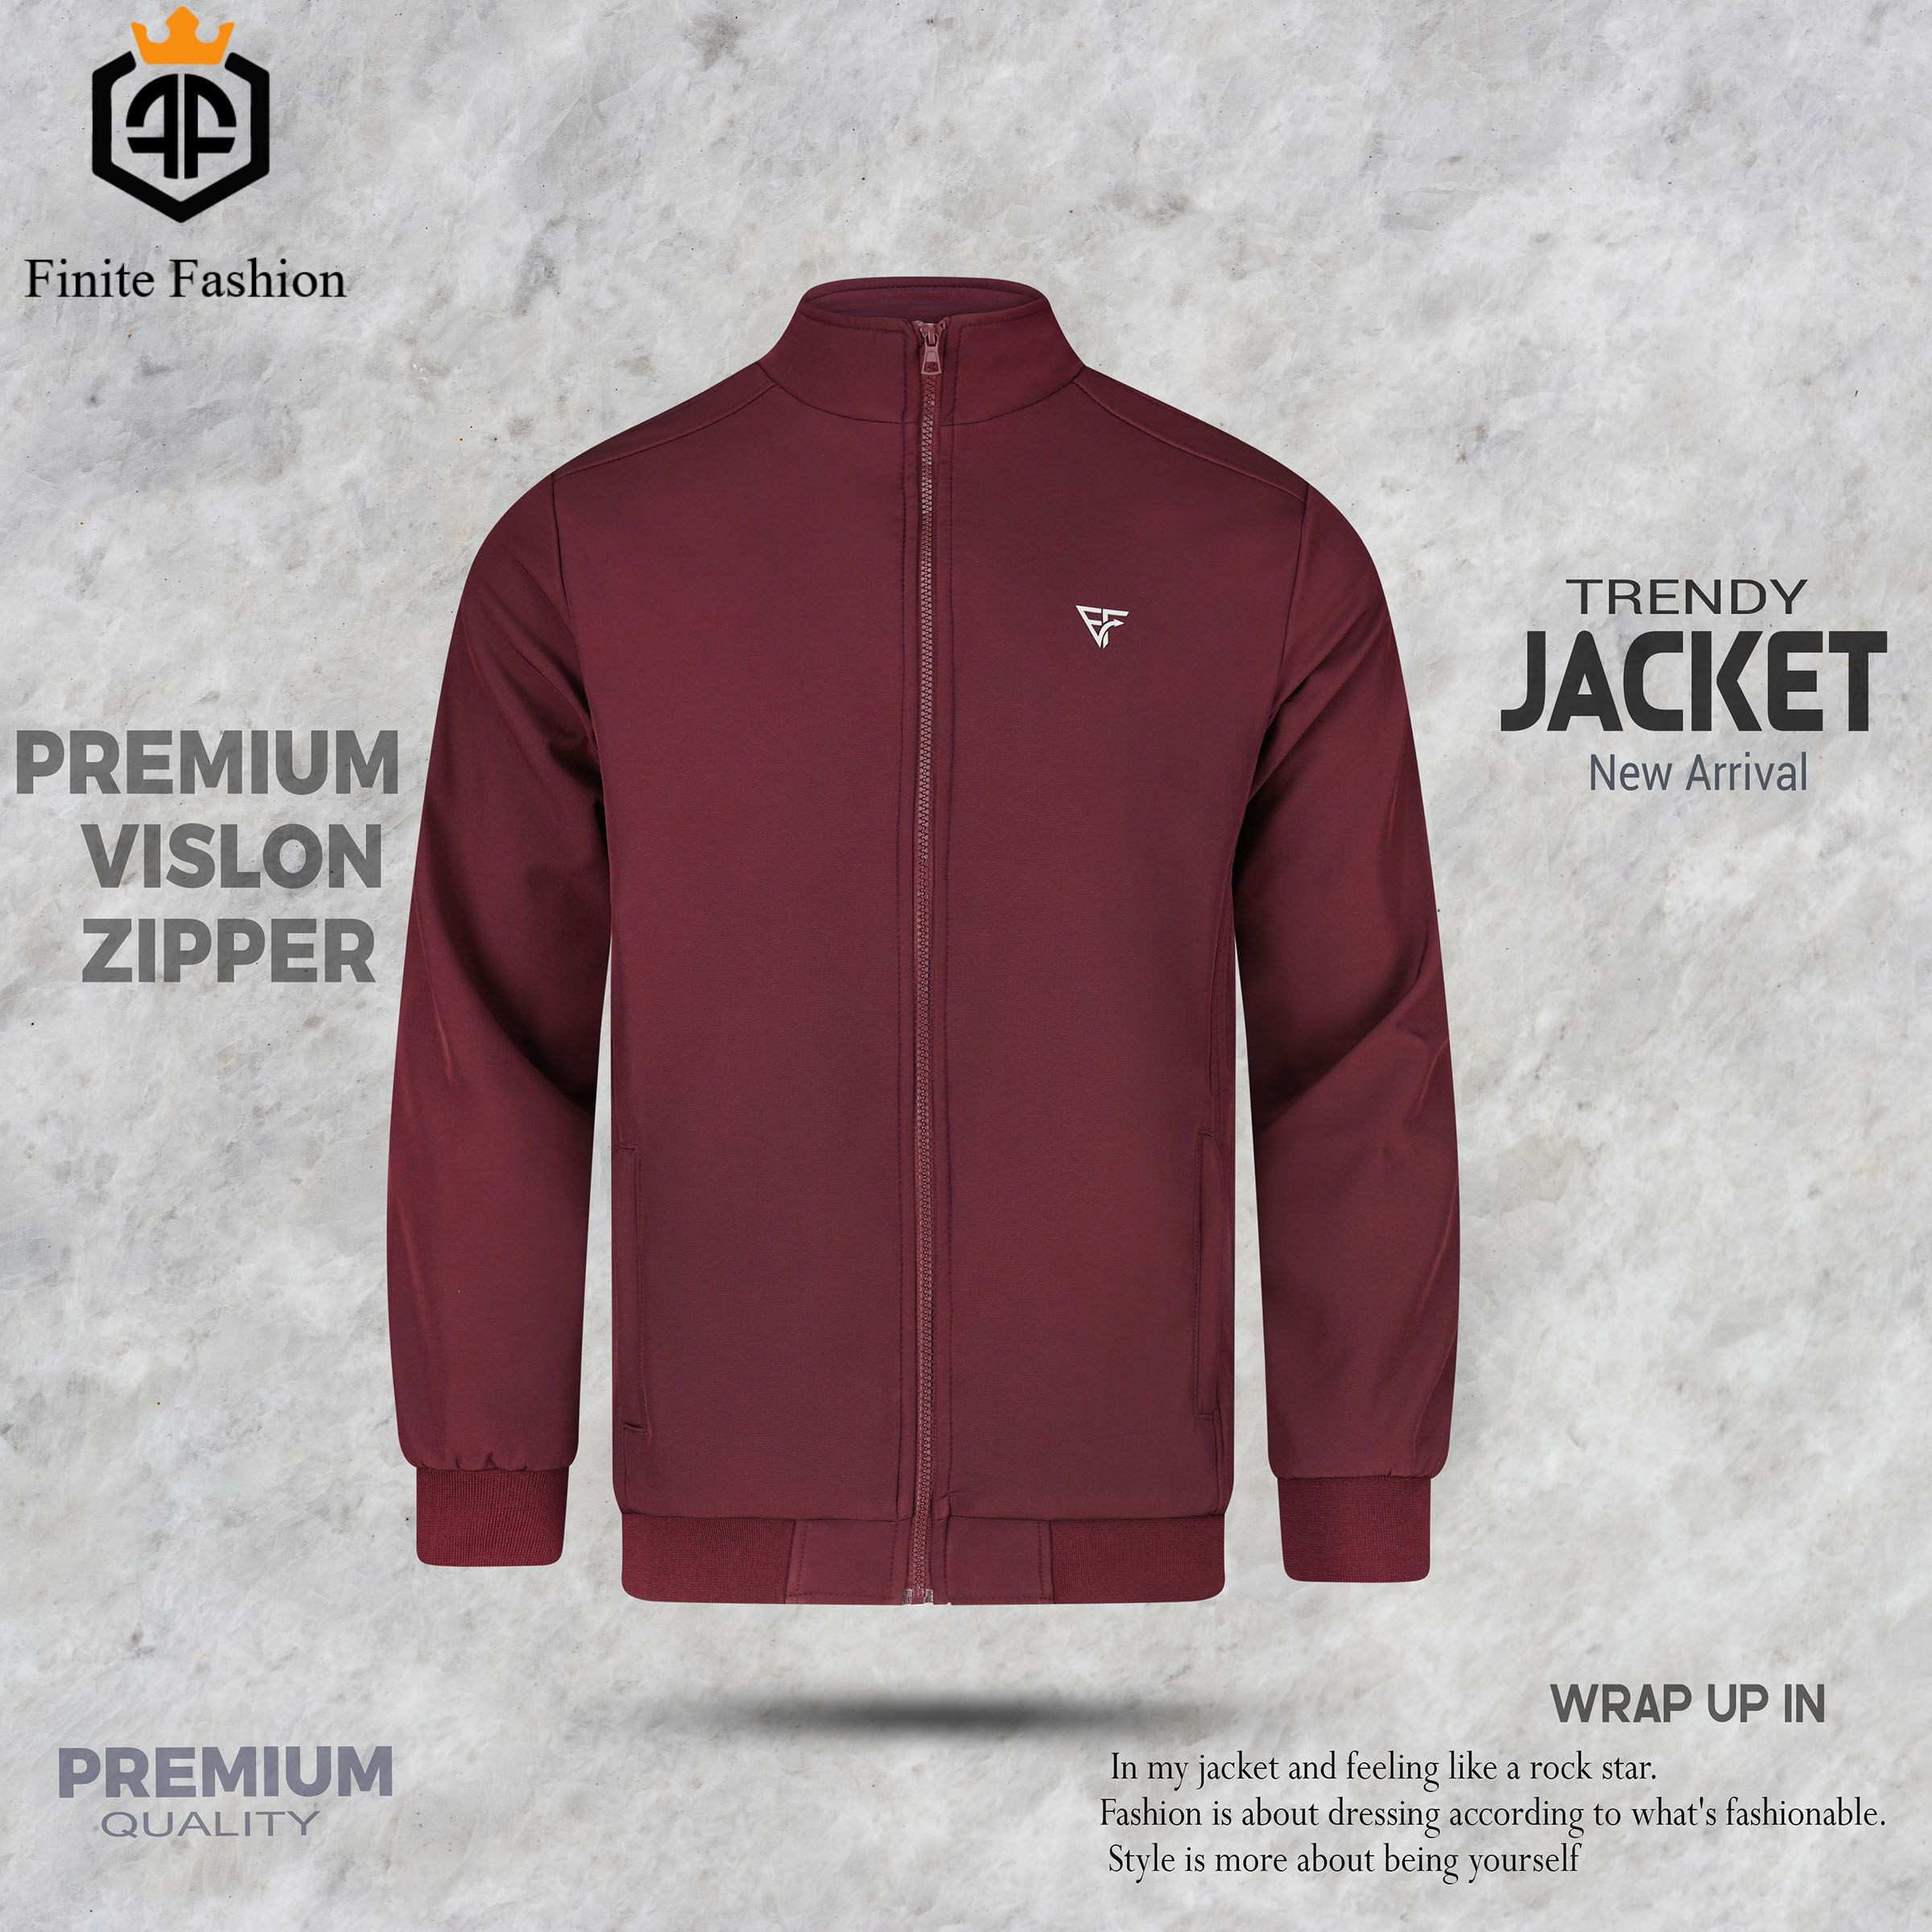 Finite Fashion
TRENDY
JACKET
New Arrival
PREMIUM
VISLON
ZIPPER
WRAP UP IN
In my jacket and feeling like a rock star.
Fashion is about dressing according to what's fashionable.
Style is more about being yourself
PREMIUM
QUALITY